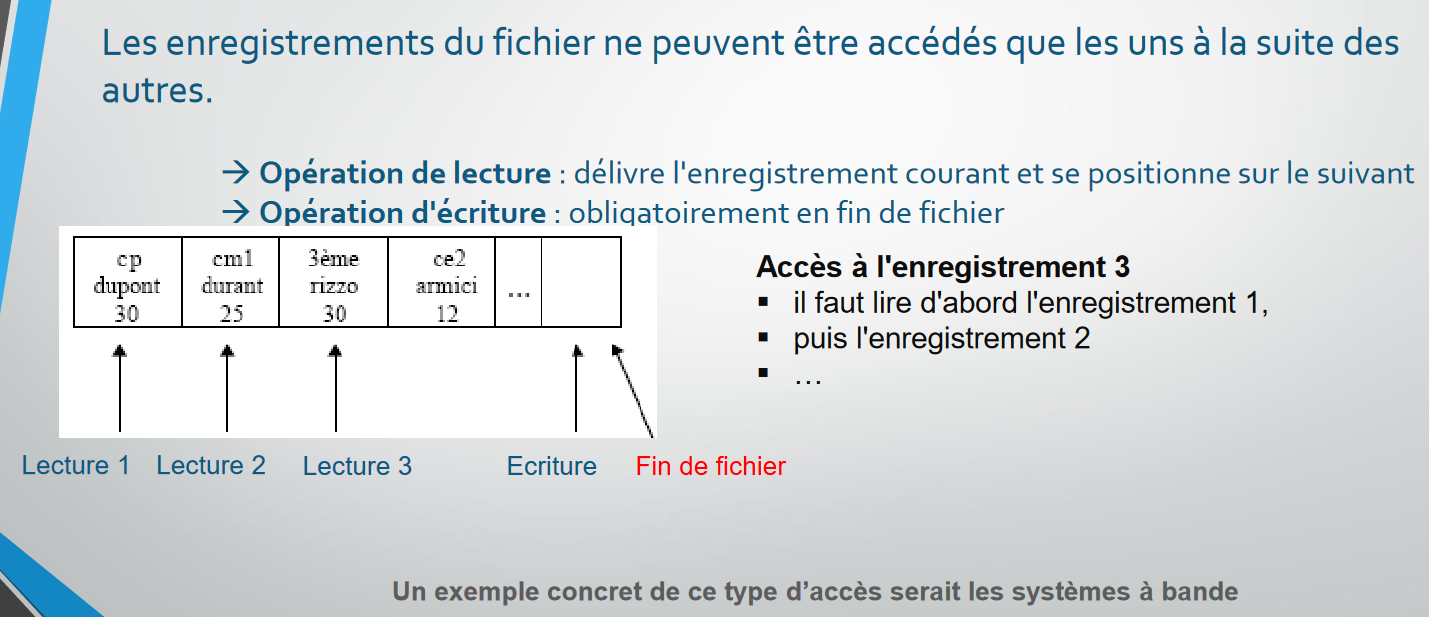 Les enregistrements du fichier ne peuvent être accédés que les uns à la suite des
autres.
→ Opération de lecture : délivre l'enregistrement courant et se positionne sur le suivant
→ Opération d'écriture : obligatoirement en fin de fichier
cp cm1 3ème ce2
dupont durant rizzo armici ...
30 25 30 12
Lecture 1 Lecture 2 Lecture 3 Ecriture Fin de fichier
Accès à l'enregistrement 3
▪ il faut lire d'abord l'enregistrement 1,
▪ puis l'enregistrement 2
▪ …
Un exemple concret de ce type d’accès serait les systèmes à bande